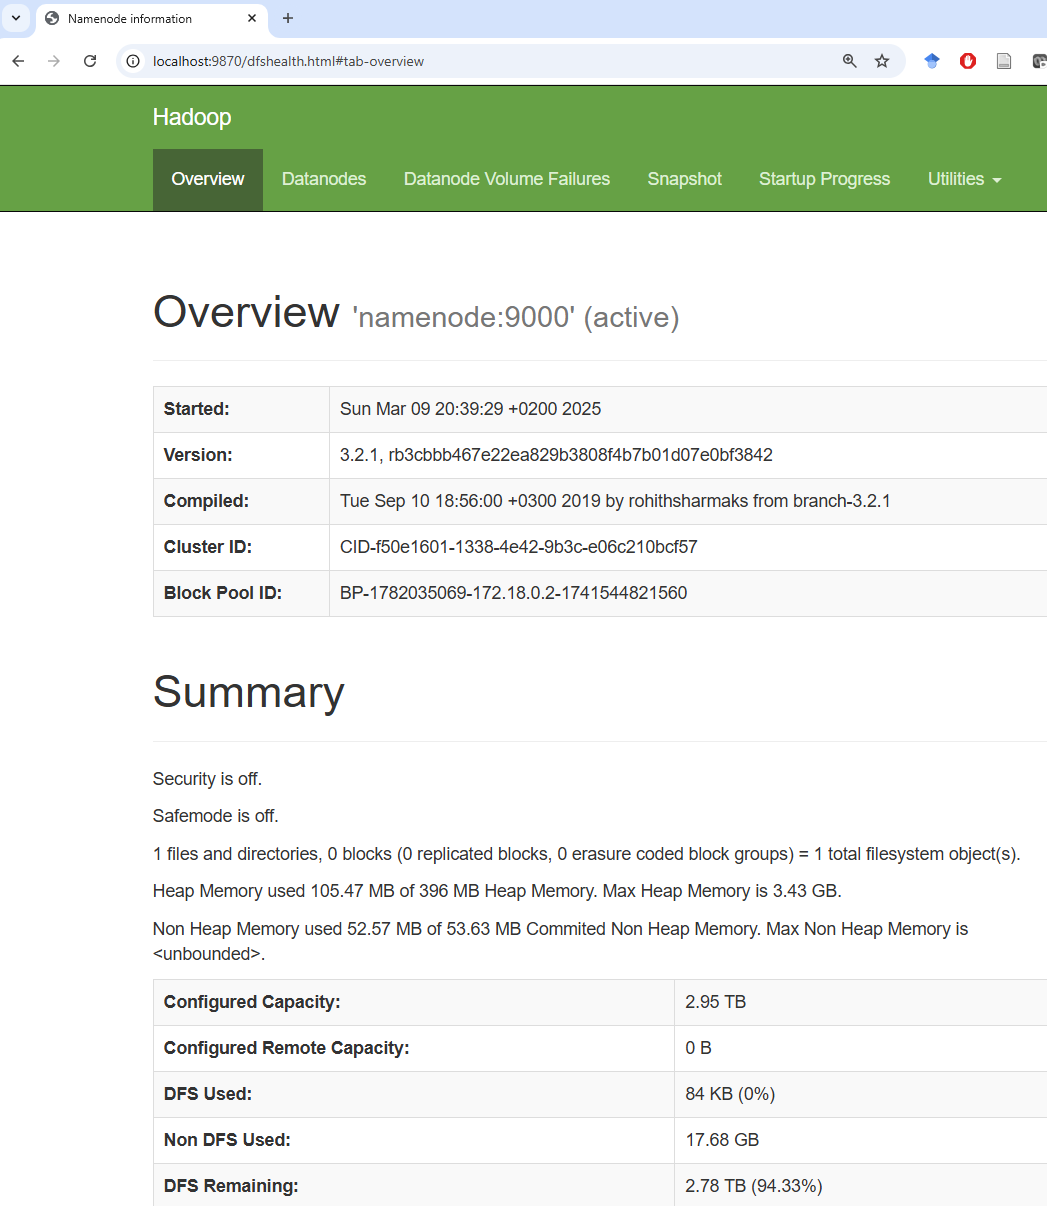 Namenode information
localhost:9870/dfshealth.html#tab-overview
Hadoop
Overview Datanodes Datanode Volume Failures Snapshot Startup Progress Utilities
Overview 'namenode:9000' (active)
Started: Sun Mar 09 20:39:29 +0200 2025
Version: 3.2.1, rb3cbbb467e22ea829b3808f4b7b01d07e0bf3842
Compiled: Tue Sep 10 18:56:00 +0300 2019 by rohithsharmaks from branch-3.2.1
Cluster ID: CID-f50e1601-1338-4e42-9b3c-e06c210bcf57
Block Pool ID: BP-1782035069-172.18.0.2-1741544821560
Summary
Security is off.
Safemode is off.
1 files and directories, 0 blocks (0 replicated blocks, 0 erasure coded block groups) = 1 total filesystem object(s).
Heap Memory used 105.47 MB of 396 MB Heap Memory. Max Heap Memory is 3.43 GB.
Non Heap Memory used 52.57 MB of 53.63 MB Commited Non Heap Memory. Max Non Heap Memory is
<unbounded>.
Configured Capacity: 2.95 TB
Configured Remote Capacity: 0 B
DFS Used: 84 KB (0%)
Non DFS Used: 17.68 GB
DFS Remaining: 2.78 TB (94.33%)